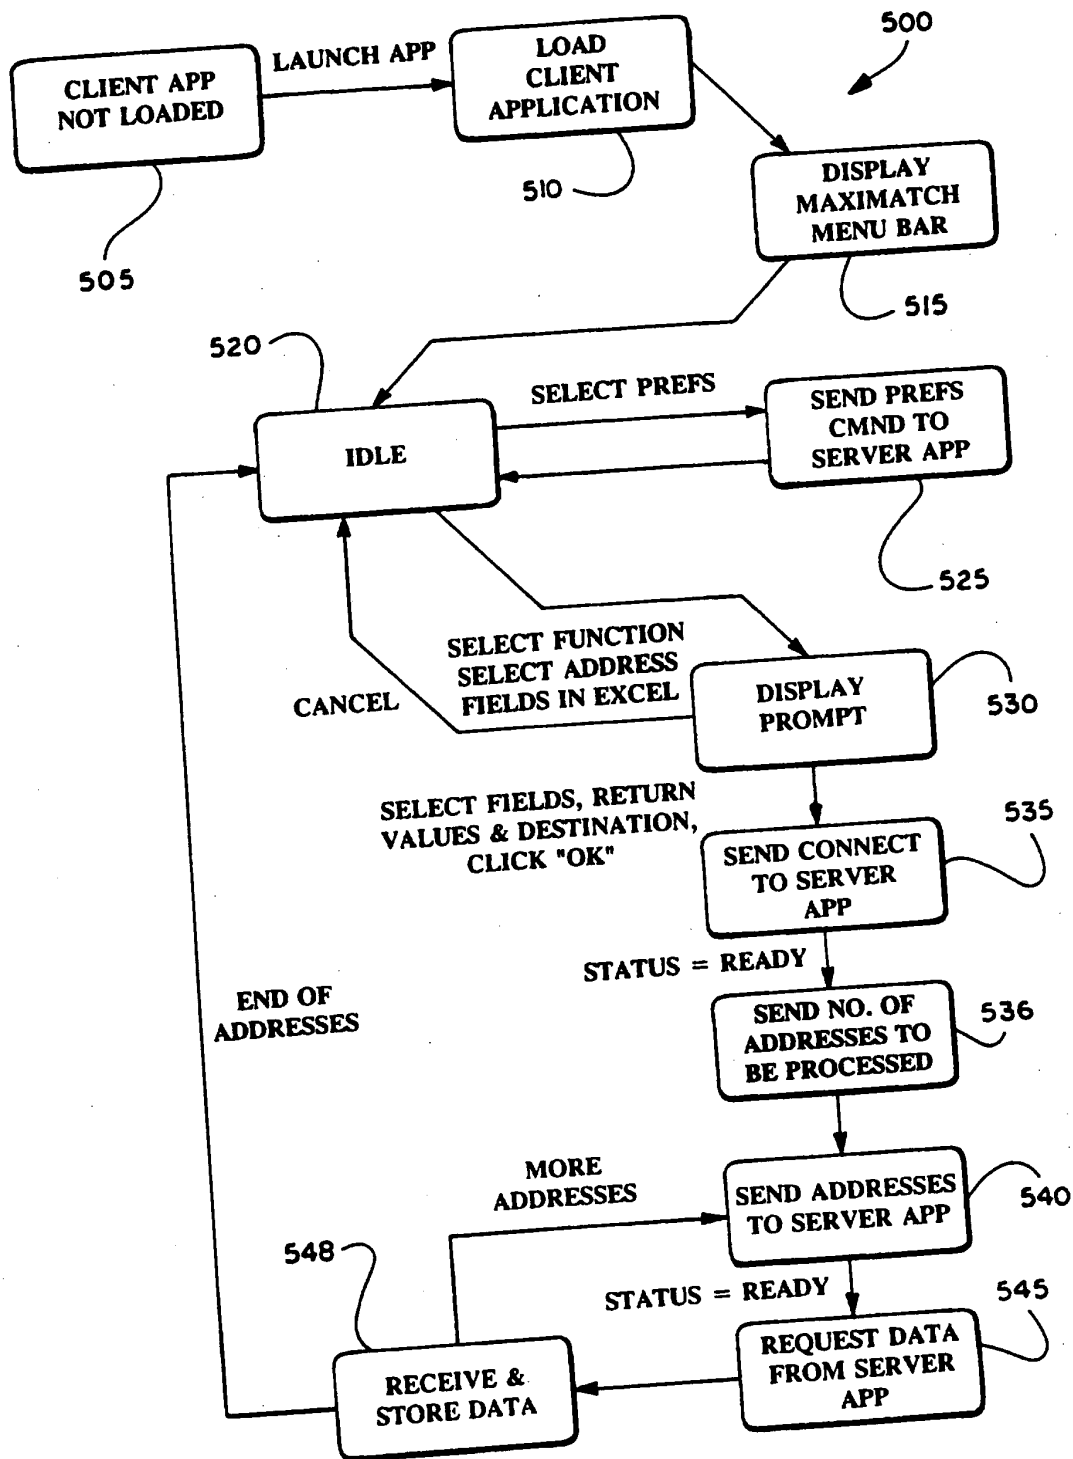 500
LAUNCH APP
CLIENT APP
NOT LOADED
LOAD
CLIENT
APPLICATION
505
510
DISPLAY
MAXIMATCH
MENU BAR
515
520
IDLE
SELECT PREFS
SEND PREFS
CMND TO
SERVER APP
525
SELECT FUNCTION
SELECT ADDRESS
FIELDS IN EXCEL
CANCEL
DISPLAY
PROMPT
530
SELECT FIELDS, RETURN
VALUES & DESTINATION,
CLICK "OK"
SEND CONNECT
TO SERVER
APP
535
STATUS = READY
END OF
ADDRESSES
SEND NO. OF
ADDRESSES TO
BE PROCESSED
536
MORE
ADDRESSES
SEND ADDRESSES
TO SERVER APP
540
548
STATUS = READY
545
RECEIVE &
STORE DATA
REQUEST DATA
FROM SERVER
APP